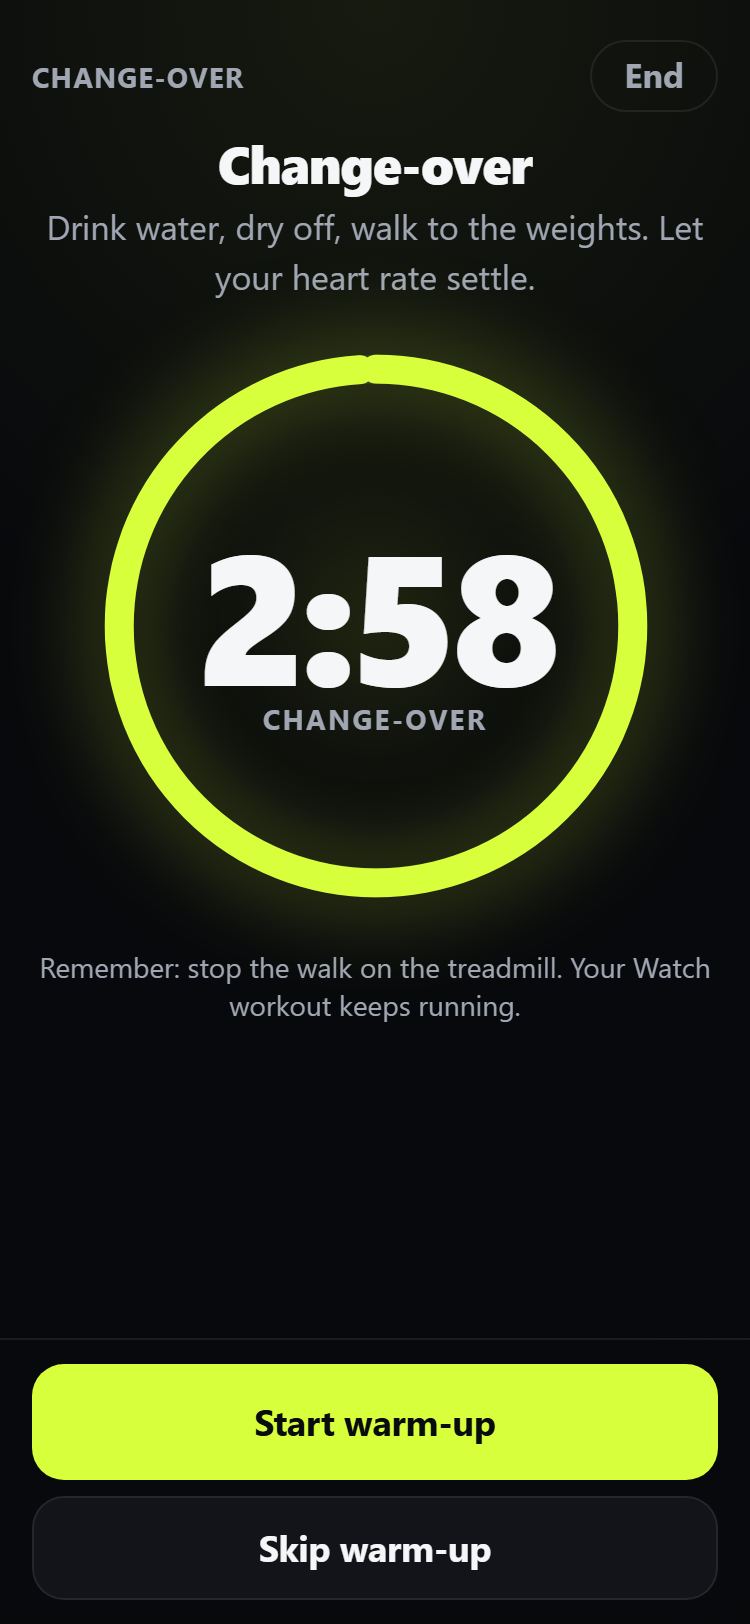 CHANGE-OVER
End
Change-over
Drink water, dry off, walk to the weights. Let
your heart rate settle.
2:58
CHANGE-OVER
Remember: stop the walk on the treadmill. Your Watch
workout keeps running.
Start warm-up
Skip warm-up